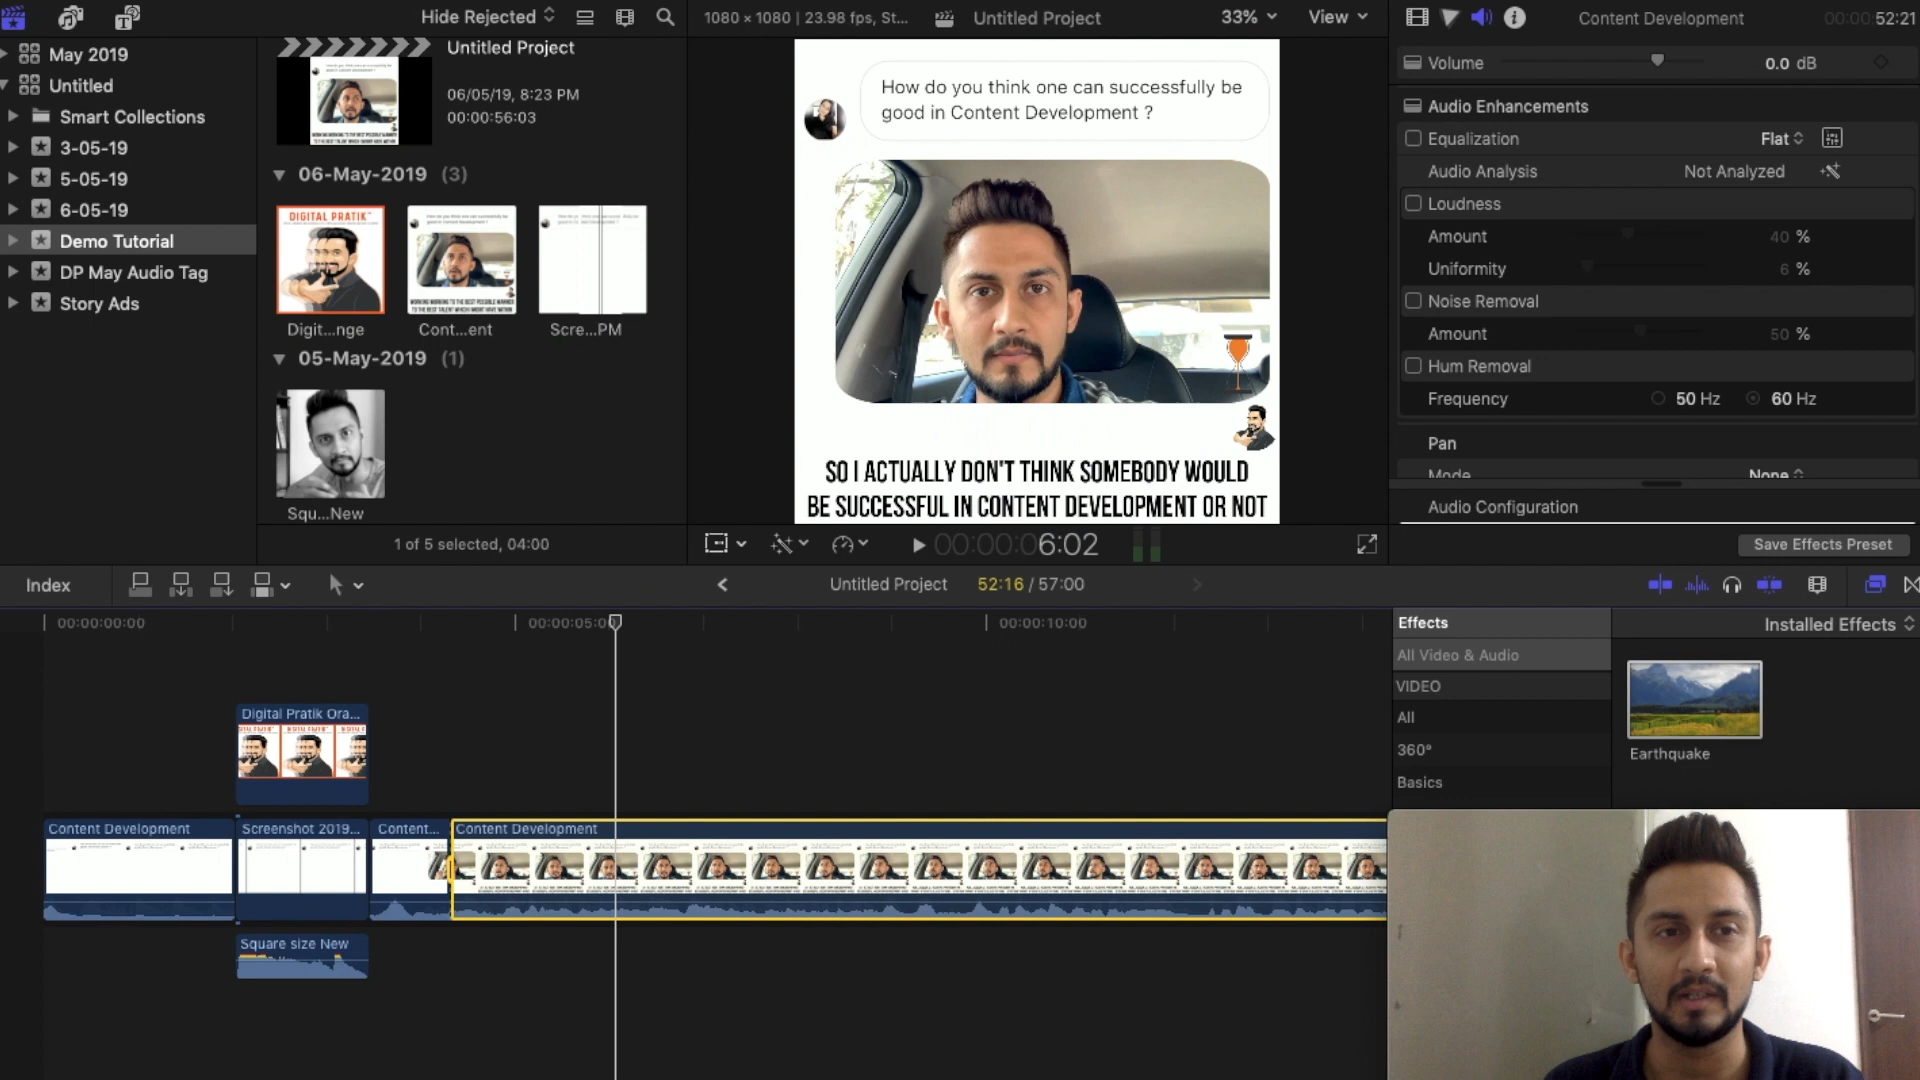 Hide Rejected
1080 × 1080 | 23.98 fps, St...
Untitled Project
33%
View
Content Development
00:00:52:21
May 2019
Untitled
Smart Collections
3-05-19
5-05-19
6-05-19
Demo Tutorial
DP May Audio Tag
Story Ads
Untitled Project
06/05/19, 8:23 PM
00:00:56:03
06-May-2019 (3)
DIGITAL PRATIK
Digit...nge
Cont...ent
Scre...PM
05-May-2019 (1)
Squ...New
1 of 5 selected, 04:00
How do you think one can successfully be
good in Content Development ?
SO I ACTUALLY DON'T THINK SOMEBODY WOULD
BE SUCCESSFUL IN CONTENT DEVELOPMENT OR NOT
00:00:06:02
Volume 0.0 dB
Audio Enhancements
Equalization Flat
Audio Analysis Not Analyzed
Loudness
Amount 40 %
Uniformity 6 %
Noise Removal
Amount 50 %
Hum Removal
Frequency 50 Hz 60 Hz
Pan
Mode None
Audio Configuration
Save Effects Preset
Index
Untitled Project 52:16 / 57:00
00:00:00:00
00:00:05:00
00:00:10:00
Digital Pratik Ora...
Content Development
Screenshot 2019...
Content...
Content Development
Square size New
Effects
Installed Effects
All Video & Audio
VIDEO
All
360°
Basics
Earthquake